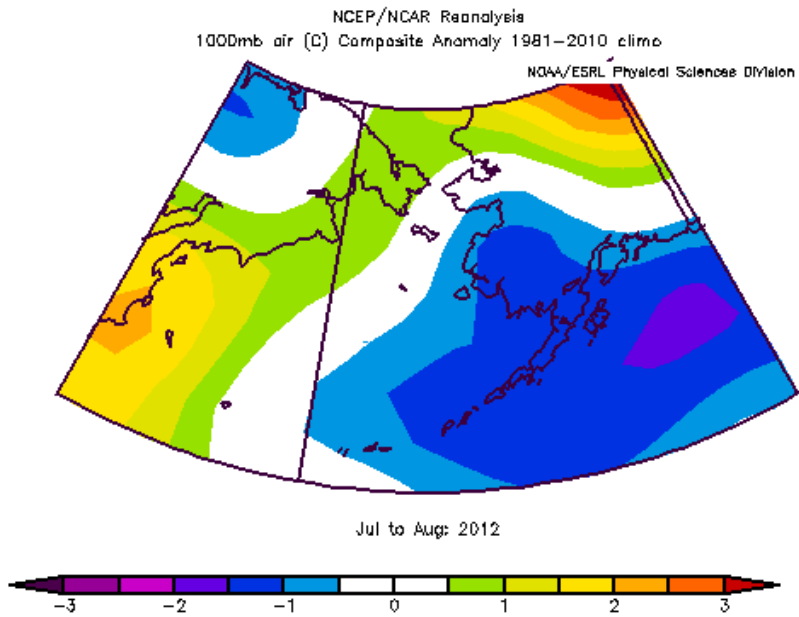 NCEP/NCAR Reanalysis
1000mb air (C) Composite Anomaly 1981-2010 climo
NOAA/ESRL Physical Sciences Division
Jul to Aug: 2012
-3 -2 -1 0 1 2 3